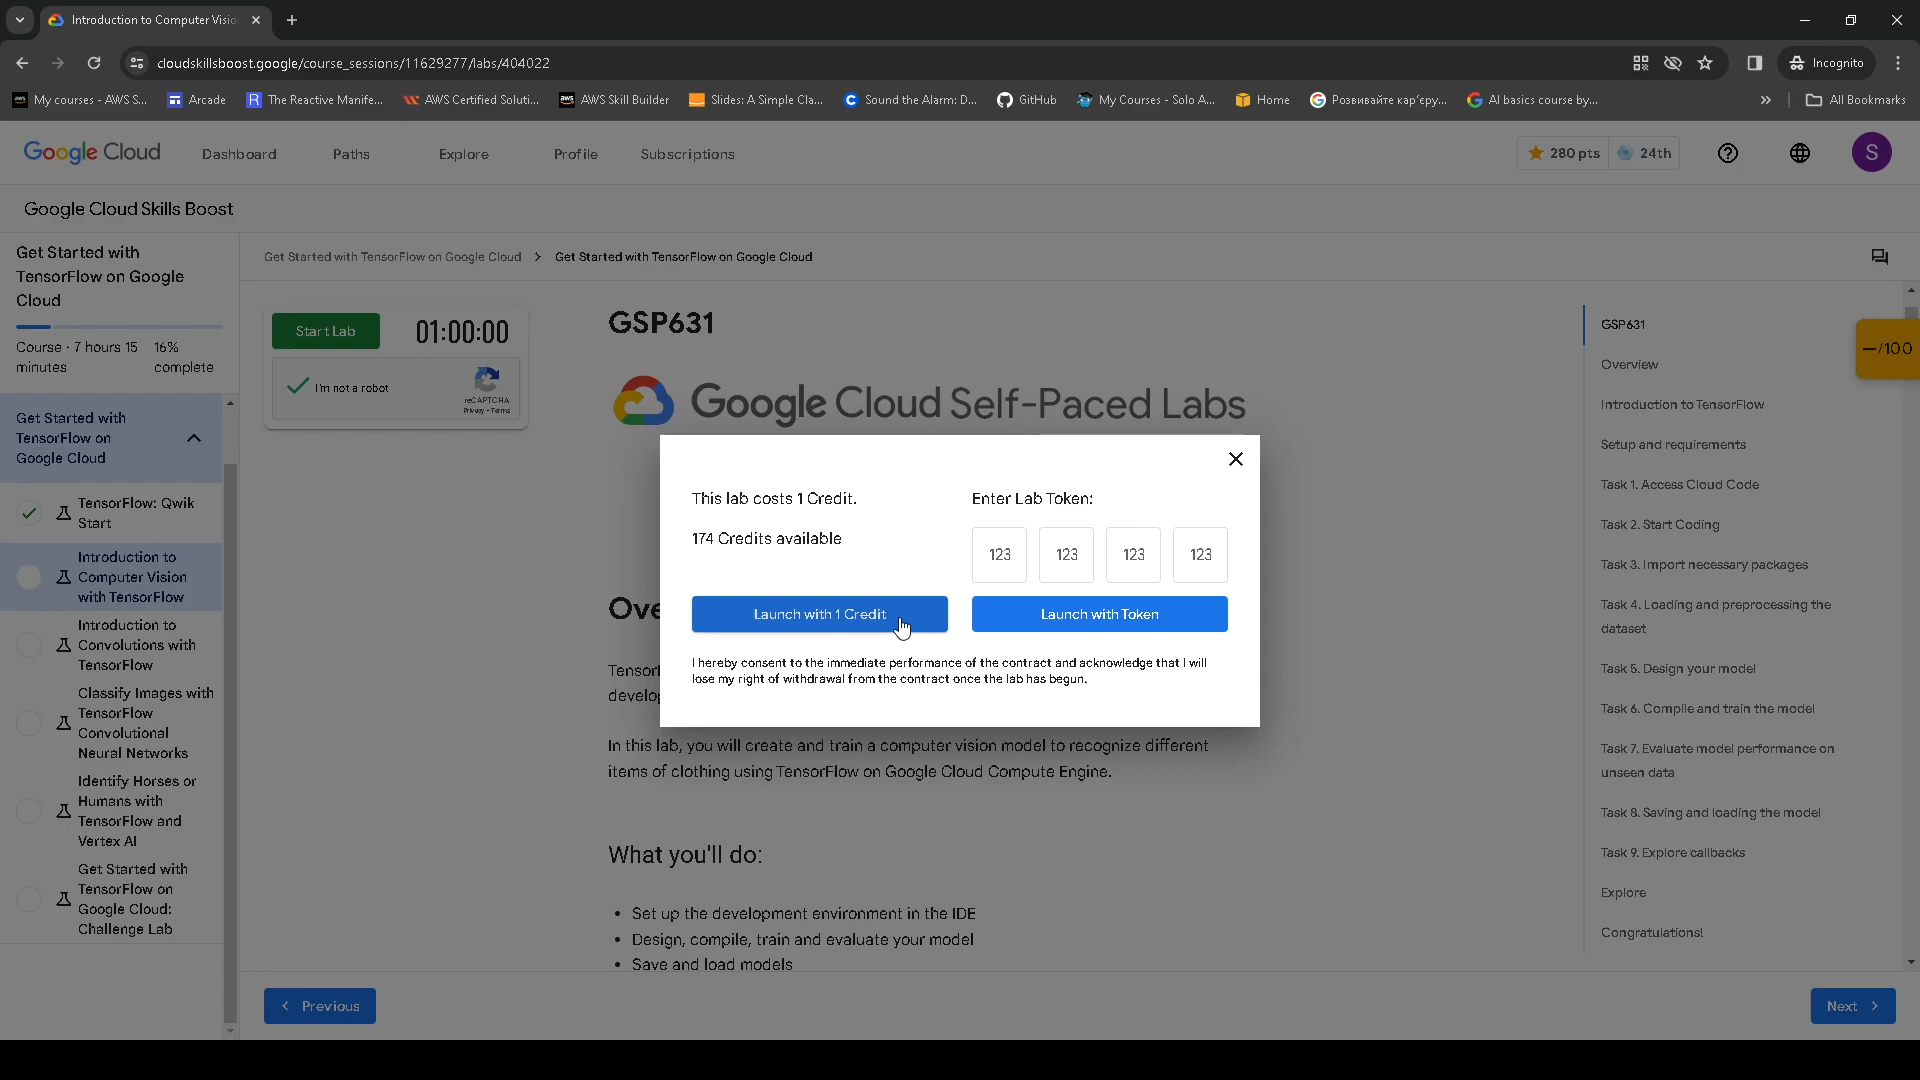 Introduction to Computer Visio
cloudskillsboost.google/course_sessions/11629277/labs/404022
Incognito
My courses - AWS S...
Arcade
The Reactive Manife...
AWS Certified Soluti...
AWS Skill Builder
Slides: A Simple Cla...
Sound the Alarm: D...
GitHub
My Courses - Solo A...
Home
Розвивайте кар'єру...
AI basics course by...
All Bookmarks
Google Cloud
Dashboard
Paths
Explore
Profile
Subscriptions
280 pts
24th
S
Google Cloud Skills Boost
Get Started with
TensorFlow on Google
Cloud
Course · 7 hours 15
minutes
16%
complete
Get Started with
TensorFlow on
Google Cloud
TensorFlow: Qwik
Start
Introduction to
Computer Vision
with TensorFlow
Introduction to
Convolutions with
TensorFlow
Classify Images with
TensorFlow
Convolutional
Neural Networks
Identify Horses or
Humans with
TensorFlow and
Vertex AI
Get Started with
TensorFlow on
Google Cloud:
Challenge Lab
Get Started with TensorFlow on Google Cloud > Get Started with TensorFlow on Google Cloud
Start Lab
01:00:00
I'm not a robot
reCAPTCHA
Privacy - Terms
GSP631
Google Cloud Self-Paced Labs
This lab costs 1 Credit.
174 Credits available
Launch with 1 Credit
Enter Lab Token:
123 123 123 123
Launch with Token
I hereby consent to the immediate performance of the contract and acknowledge that I will
lose my right of withdrawal from the contract once the lab has begun.
Ove
Tensorl
develop
In this lab, you will create and train a computer vision model to recognize different
items of clothing using TensorFlow on Google Cloud Compute Engine.
What you'll do:
• Set up the development environment in the IDE
• Design, compile, train and evaluate your model
• Save and load models
GSP631
Overview
Introduction to TensorFlow
Setup and requirements
Task 1. Access Cloud Code
Task 2. Start Coding
Task 3. Import necessary packages
Task 4. Loading and preprocessing the
dataset
Task 5. Design your model
Task 6. Compile and train the model
Task 7. Evaluate model performance on
unseen data
Task 8. Saving and loading the model
Task 9. Explore callbacks
Explore
Congratulations!
—/100
Previous
Next